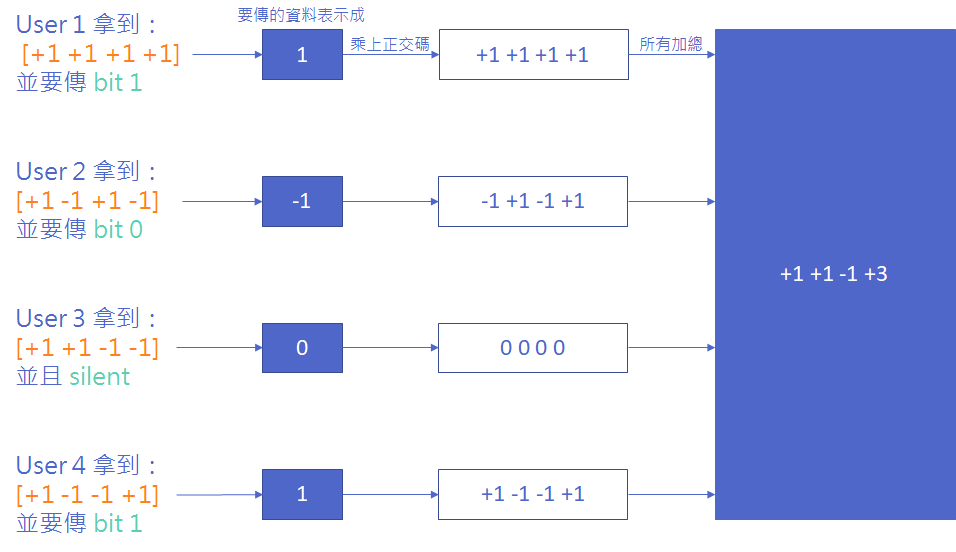 要傳的資料表示成
User 1 拿到：
[+1 +1 +1 +1]
並要傳 bit 1
1
乘上正交碼
+1 +1 +1 +1
所有加總
User 2 拿到：
[+1 -1 +1 -1]
並要傳 bit 0
-1
-1 +1 -1 +1
+1 +1 -1 +3
User 3 拿到：
[+1 +1 -1 -1]
並且 silent
0
0 0 0 0
User 4 拿到：
[+1 -1 -1 +1]
並要傳 bit 1
1
+1 -1 -1 +1